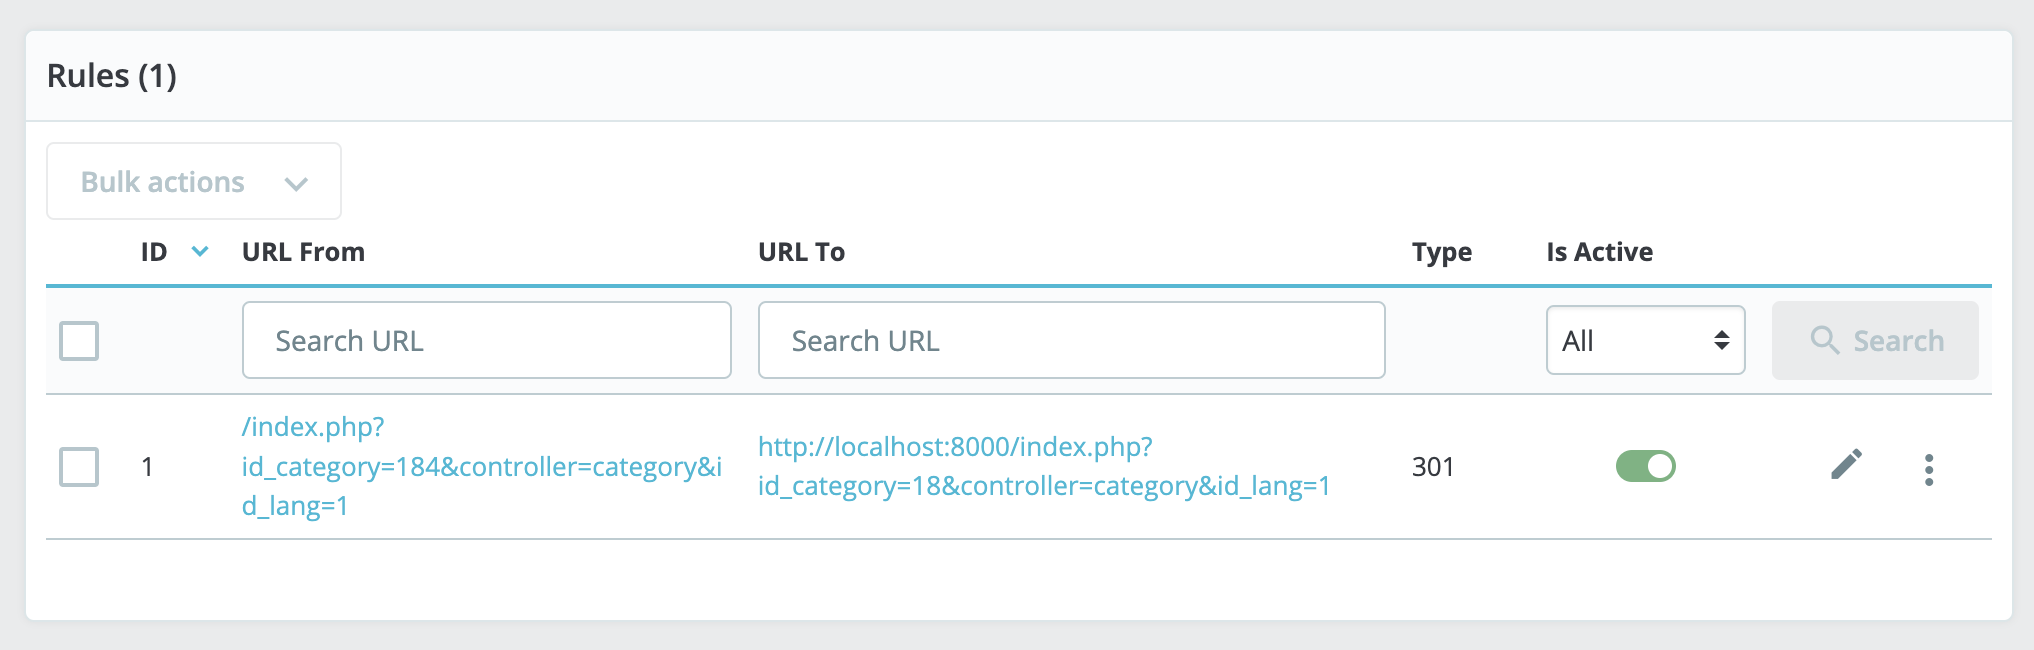 Rules (1)
Bulk actions
ID URL From URL To Type Is Active
Search URL Search URL All Search
/index.php?
id_category=184&controller=category&i
d_lang=1
1
http://localhost:8000/index.php?
id_category=18&controller=category&id_lang=1
301